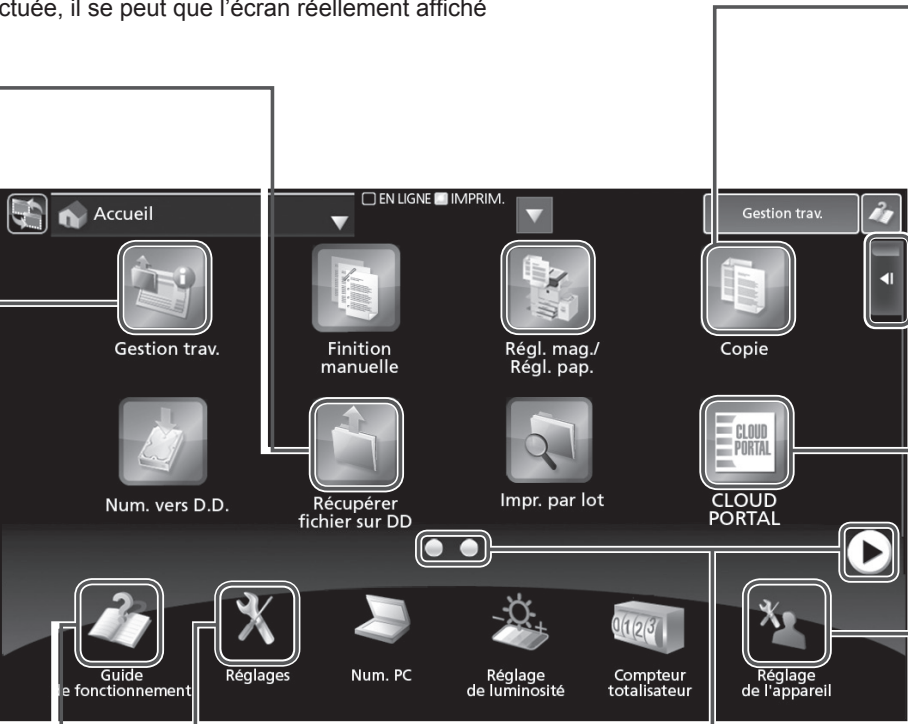 ctuée, il se peut que l'écran réellement affiché
Accueil
EN LIGNE IMPRIM.
Gestion trav.
Gestion trav.
Finition
manuelle
Régl. mag./
Régl. pap.
Copie
CLOUD
PORTAL
Num. vers D.D.
Récupérer
fichier sur DD
Impr. par lot
CLOUD
PORTAL
0123
Guide
e fonctionnement
Réglages
Num. PC
Réglage
de luminosité
Compteur
totalisateur
Réglage
de l'appareil